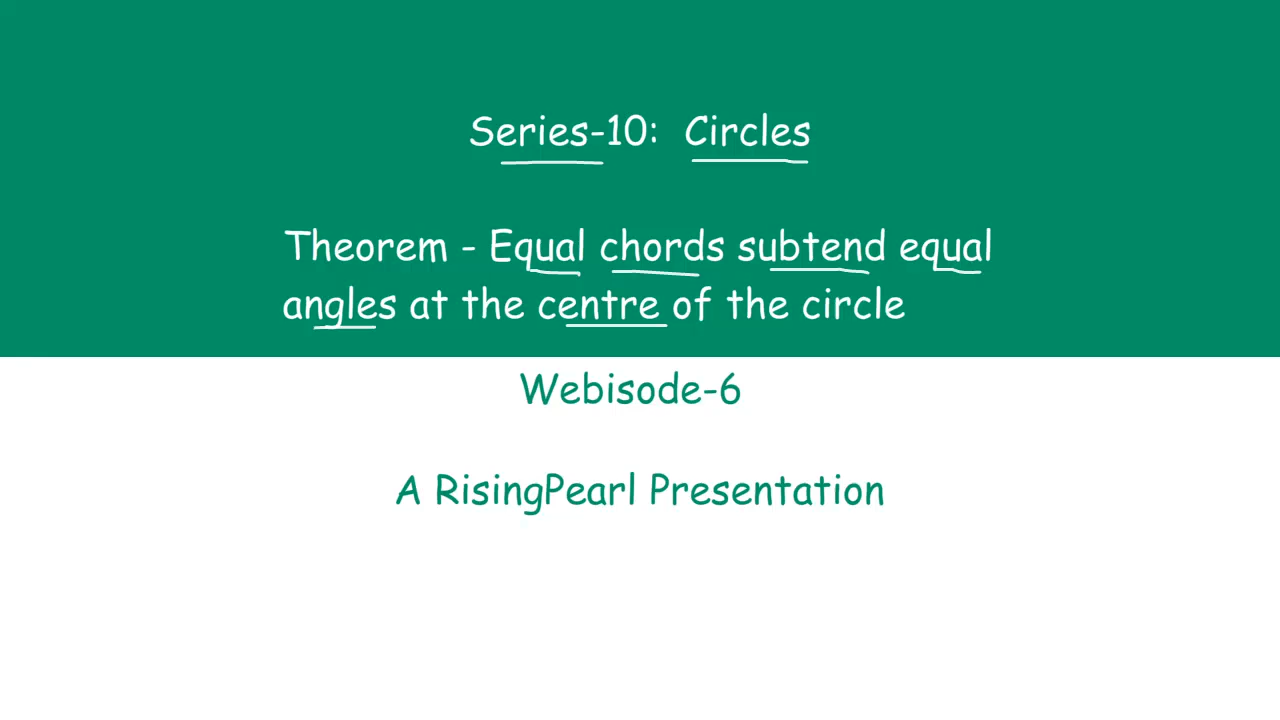 Series-10: Circles
Theorem - Equal chords subtend equal
angles at the centre of the circle
Webisode-6
A RisingPearl Presentation